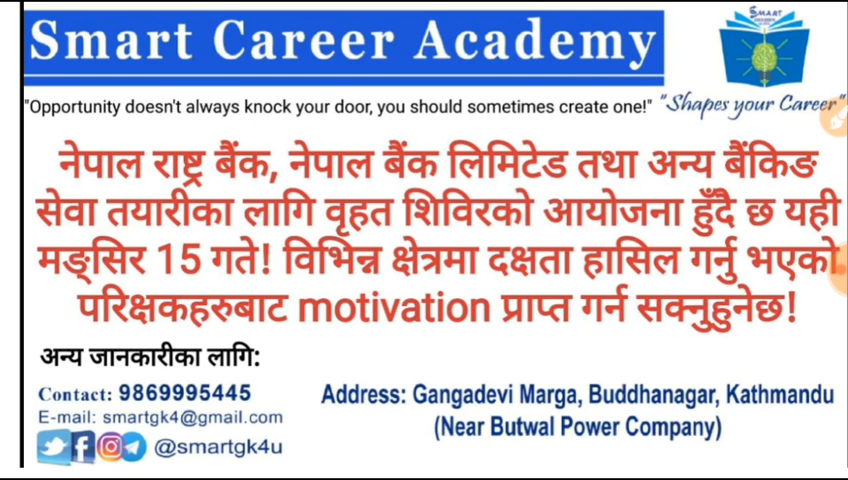 Smart Career Academy
SMART
"Opportunity doesn't always knock your door, you should sometimes create one!" "Shapes your Career"
नेपाल राष्ट्र बैंक, नेपाल बैंक लिमिटेड तथा अन्य बैंकिङ
सेवा तयारीका लागि वृहत शिविरको आयोजना हुँदै छ यही
मङ्सिर 15 गते! विभिन्न क्षेत्रमा दक्षता हासिल गर्नु भएको
परिक्षकहरुबाट motivation प्राप्त गर्न सक्नुहुनेछ!
अन्य जानकारीका लागि:
Contact: 9869995445
E-mail: smartgk4@gmail.com
@smartgk4u
Address: Gangadevi Marga, Buddhanagar, Kathmandu
(Near Butwal Power Company)